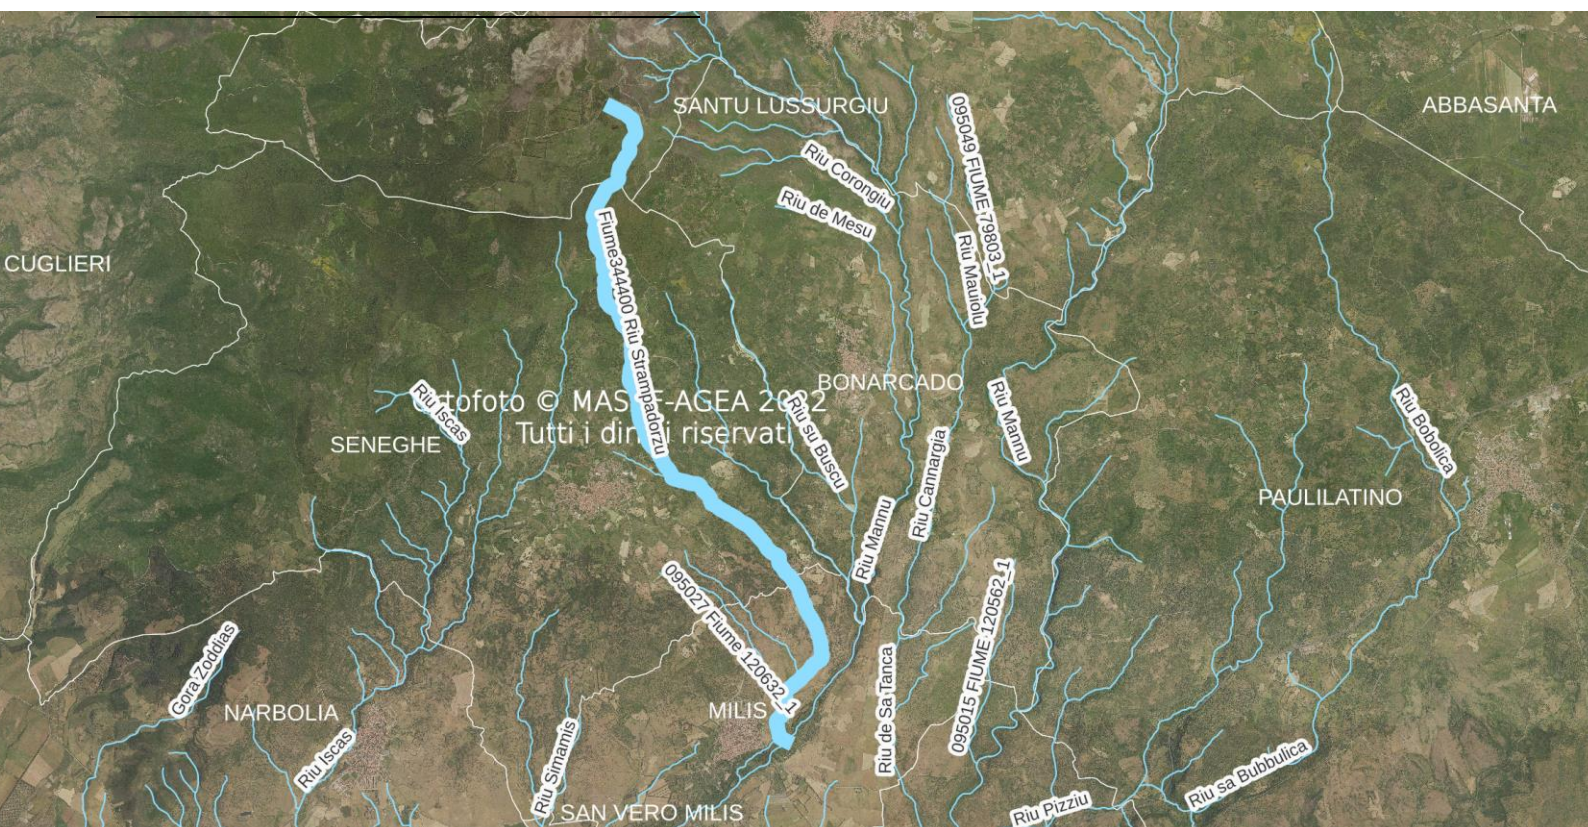 SANTU LUSSURGIU
ABBASANTA
095049 FIUME 79803_1
Riu Corongiu
Riu de Mesu
CUGLIERI
Fiume344400 Riu Strampadorzu
Riu Mauiolu
BONARCADO
Riu Iscas
Ortofoto © MASE-AGEA 2022
Tutti i diritti riservati
SENEGHE
Riu su Buscu
Riu Mannu
Riu Bobolica
Riu Cannargia
PAULILATINO
Riu Mannu
095027 Fiume 120632_1
095015 FIUME 120562_1
Gora Zoddias
Riu de Sa Tanca
NARBOLIA
MILIS
Riu Iscas
Riu Simamis
Riu sa Bubbulica
SAN VERO MILIS
Riu Pizziu